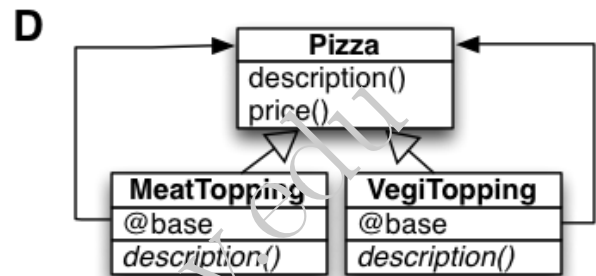 D
Pizza
description()
price()
MeatTopping
@base
description()
VegiTopping
@base
description()